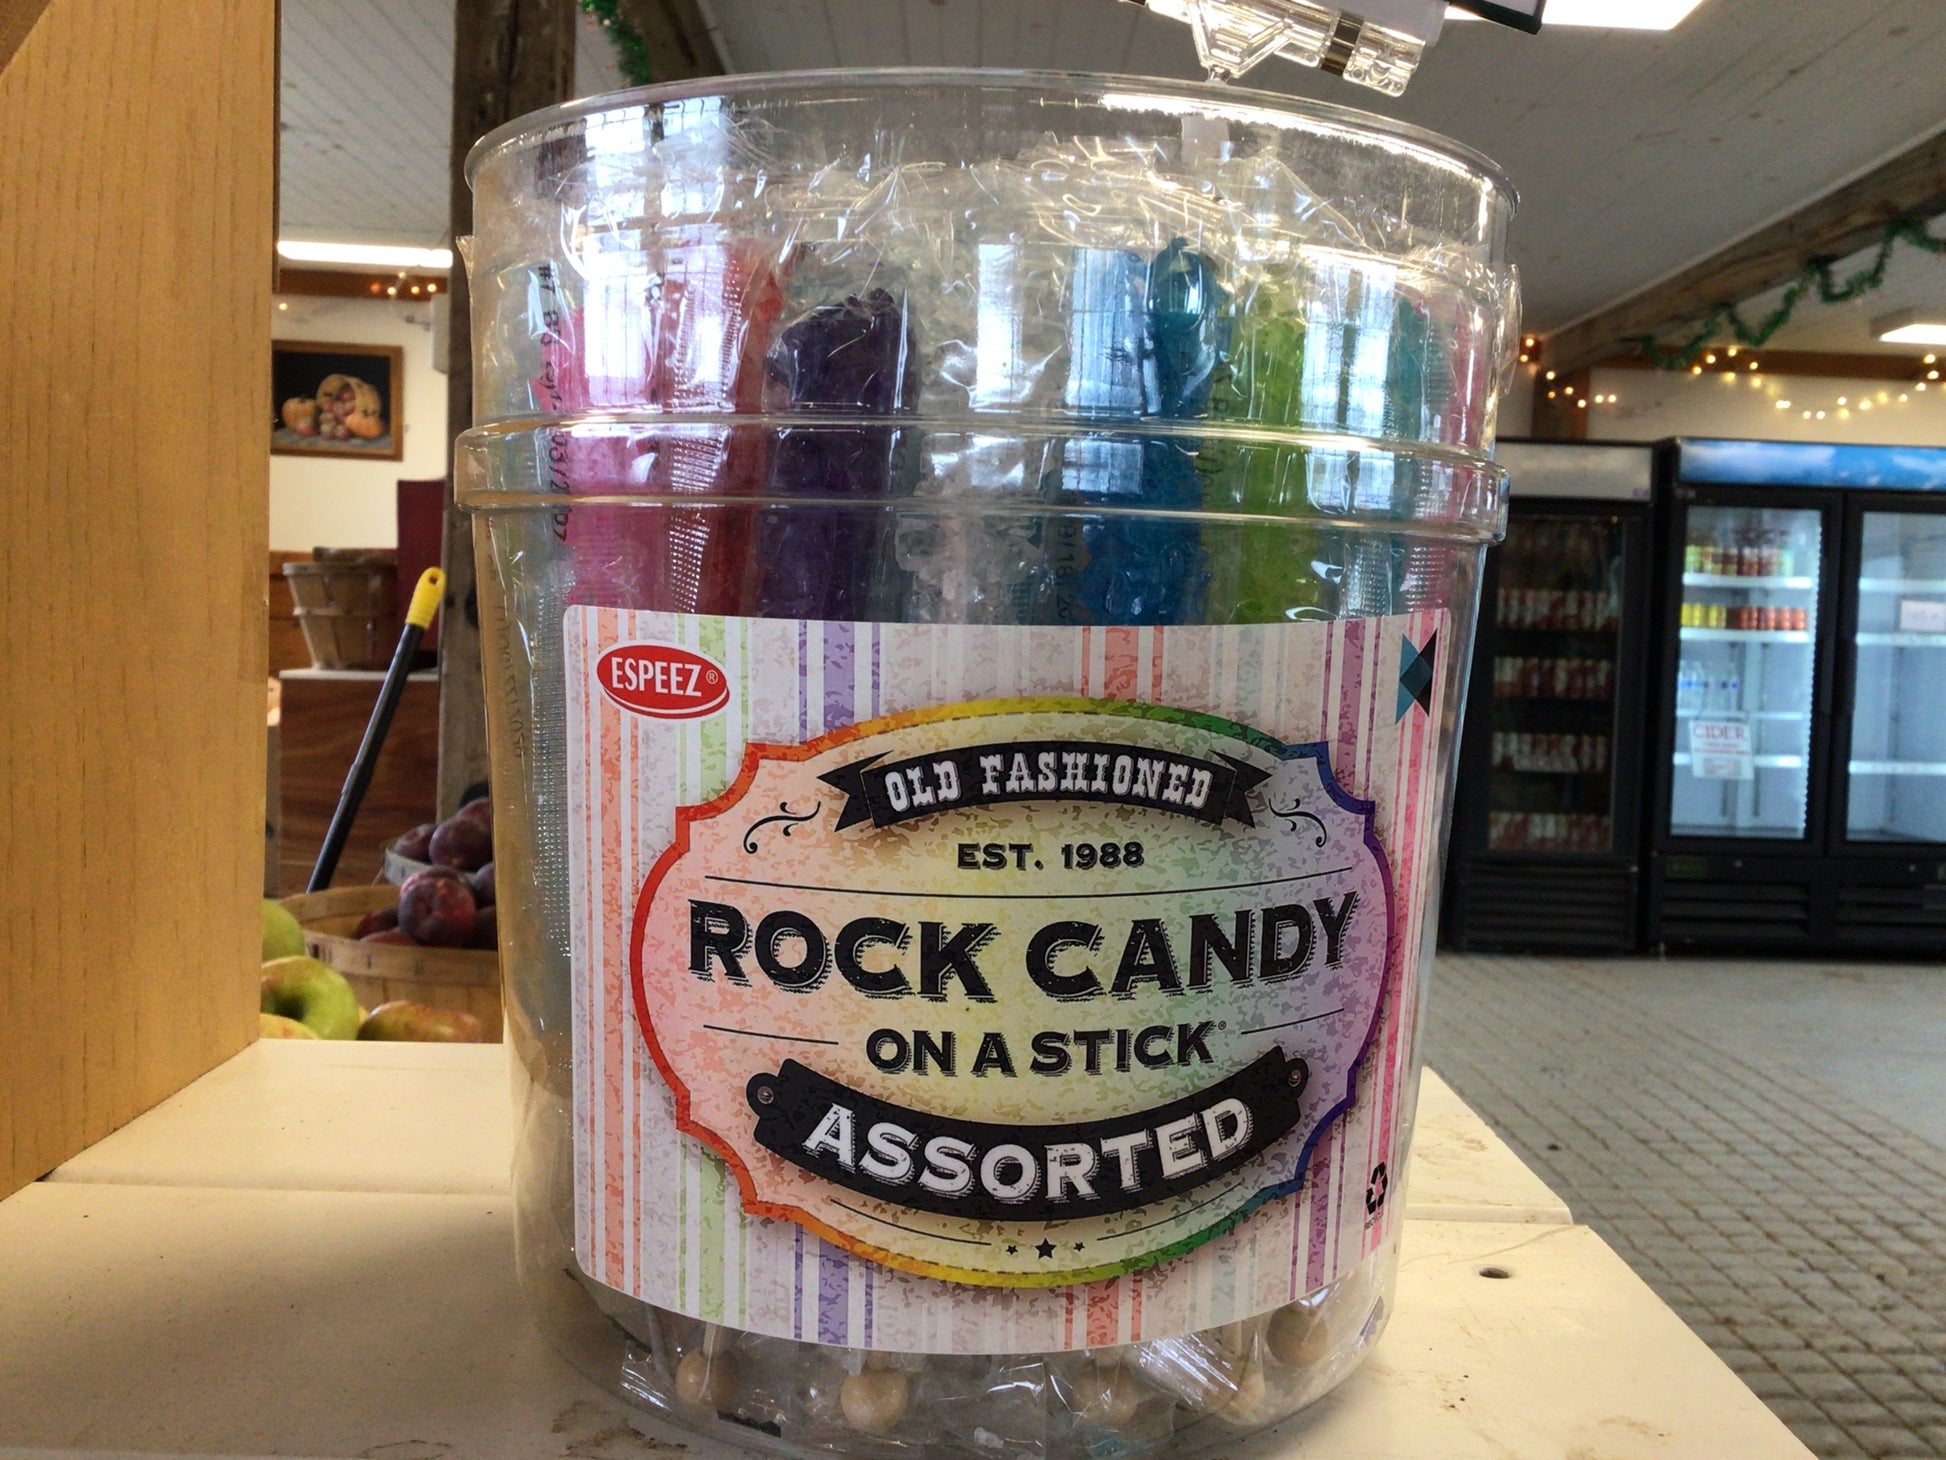 ESPEEZ®
OLD FASHIONED
EST. 1988
ROCK CANDY
ON A STICK®
ASSORTED
CIDER